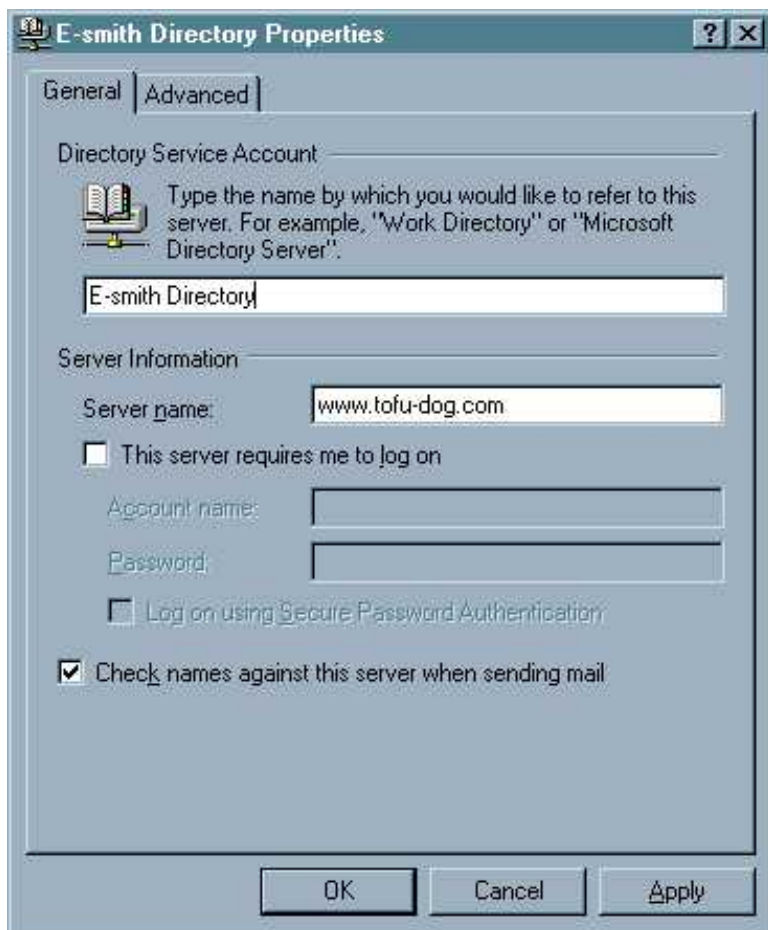 E-smith Directory Properties
General
Advanced
Directory Service Account
Type the name by which you would like to refer to this
server. For example, "Work Directory" or "Microsoft
Directory Server".
E-smith Directory
Server Information
Server name:
www.tofu-dog.com
This server requires me to log on
Account name:
Password:
Log on using Secure Password Authentication
Check names against this server when sending mail
OK
Cancel
Apply